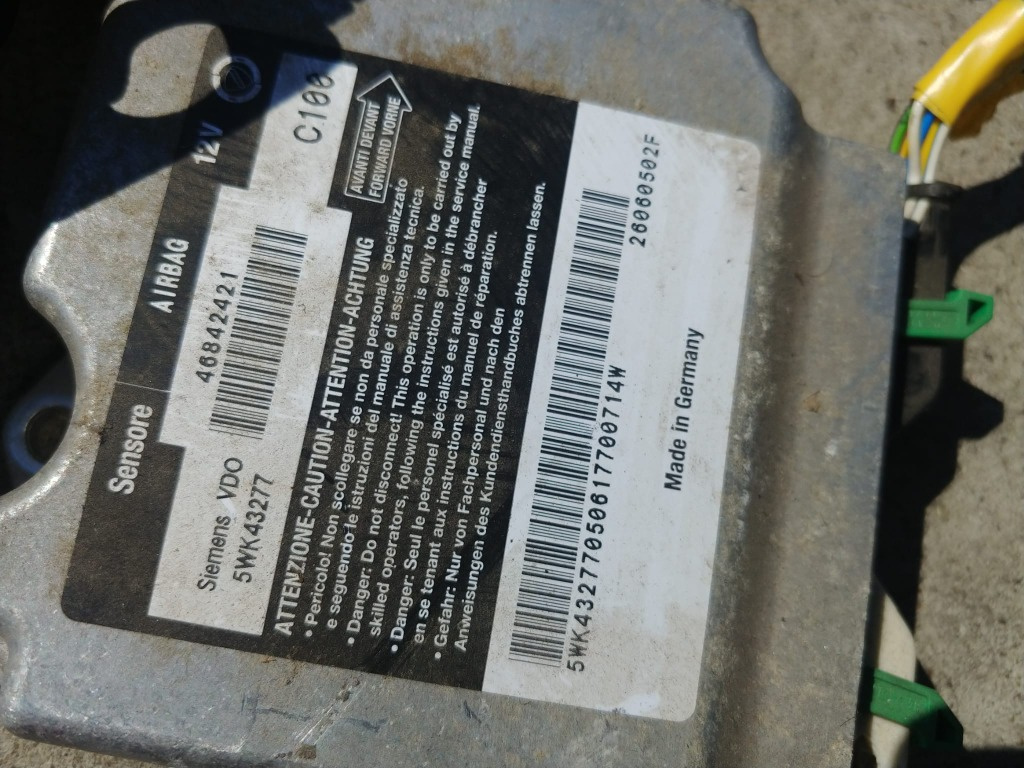 Sensore AIRBAG 12V
Siemens VDO
5WK43277
46842421
C100
AVANTI DEVANT
FORWARD VORNE
ATTENZIONE-CAUTION-ATTENTION-ACHTUNG
• Pericolo! Non scollegare se non da personale specializzato
e seguendo le istruzioni del manuale di assistenza tecnica.
• Danger: Do not disconnect! This operation is only to be carried out by
skilled operators, following the instructions given in the service manual.
• Danger: Seul le personel spécialisé est autorisé à débrancher
en se tenant aux instructions du manuel de réparation.
• Gefahr: Nur von Fachpersonal und nach den
Anweisungen des Kundendiensthandbuches abtrennen lassen.
5WK43277050617700714W
26060502F
Made in Germany